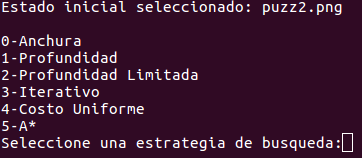 Estado inicial seleccionado: puzz2.png
0-Anchura
1-Profundidad
2-Profundidad Limitada
3-Iterativo
4-Costo Uniforme
5-A*
Seleccione una estrategia de busqueda: